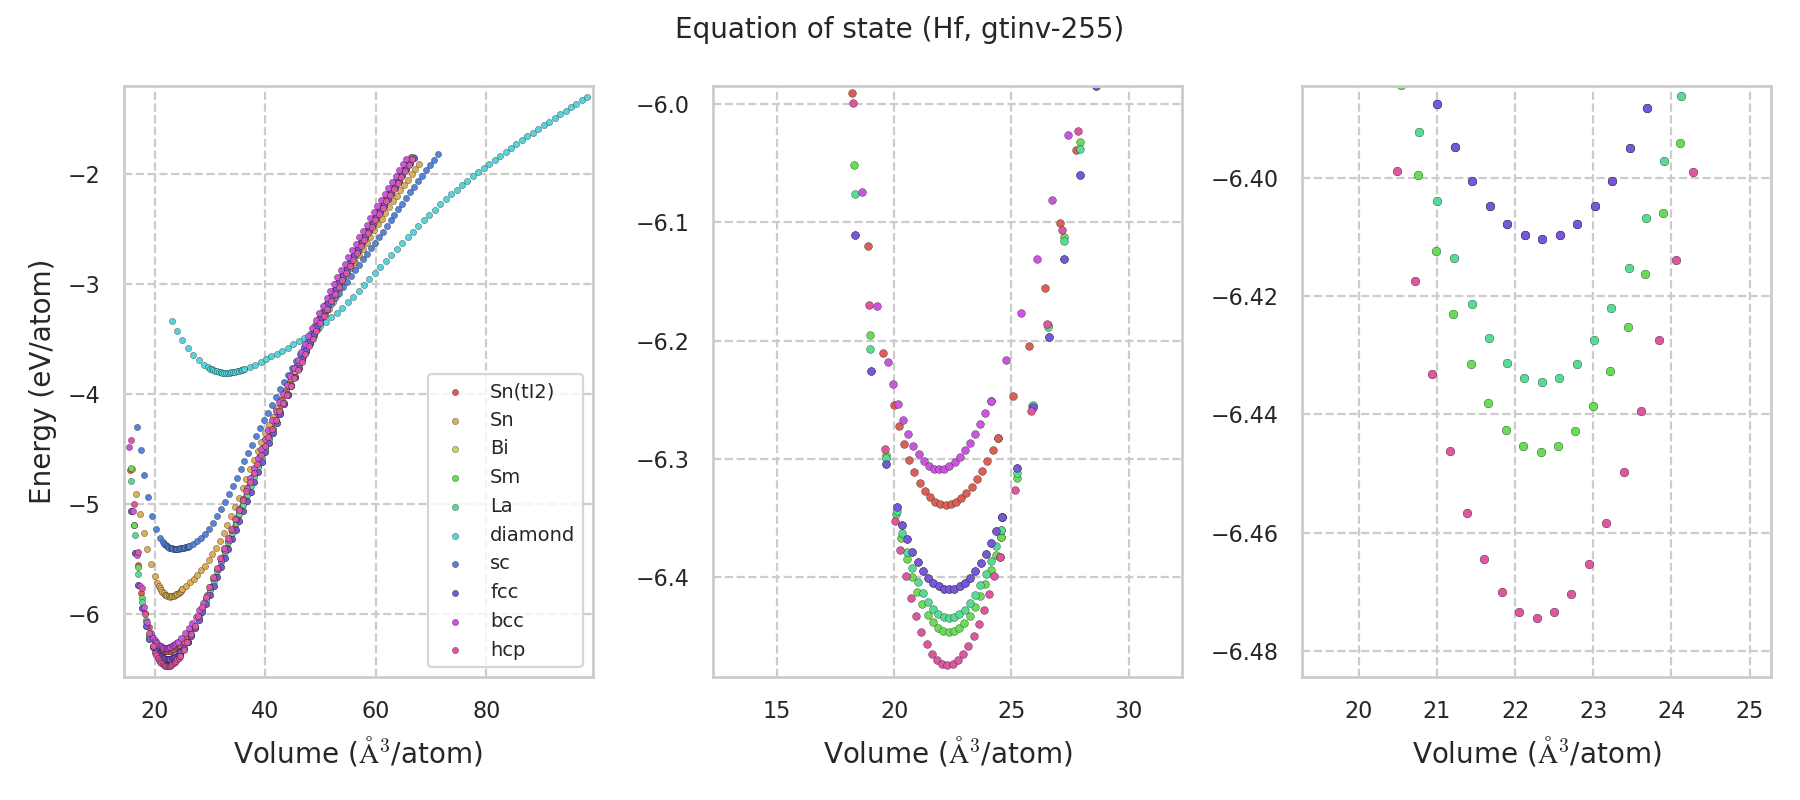 Equation of state (Hf, gtinv-255)
Energy (eV/atom)
−2
−3
−4
−5
−6
20 40 60 80
Volume (Å³/atom)
Sn(tI2)
Sn
Bi
Sm
La
diamond
sc
fcc
bcc
hcp
−6.0
−6.1
−6.2
−6.3
−6.4
15 20 25 30
Volume (Å³/atom)
−6.40
−6.42
−6.44
−6.46
−6.48
20 21 22 23 24 25
Volume (Å³/atom)